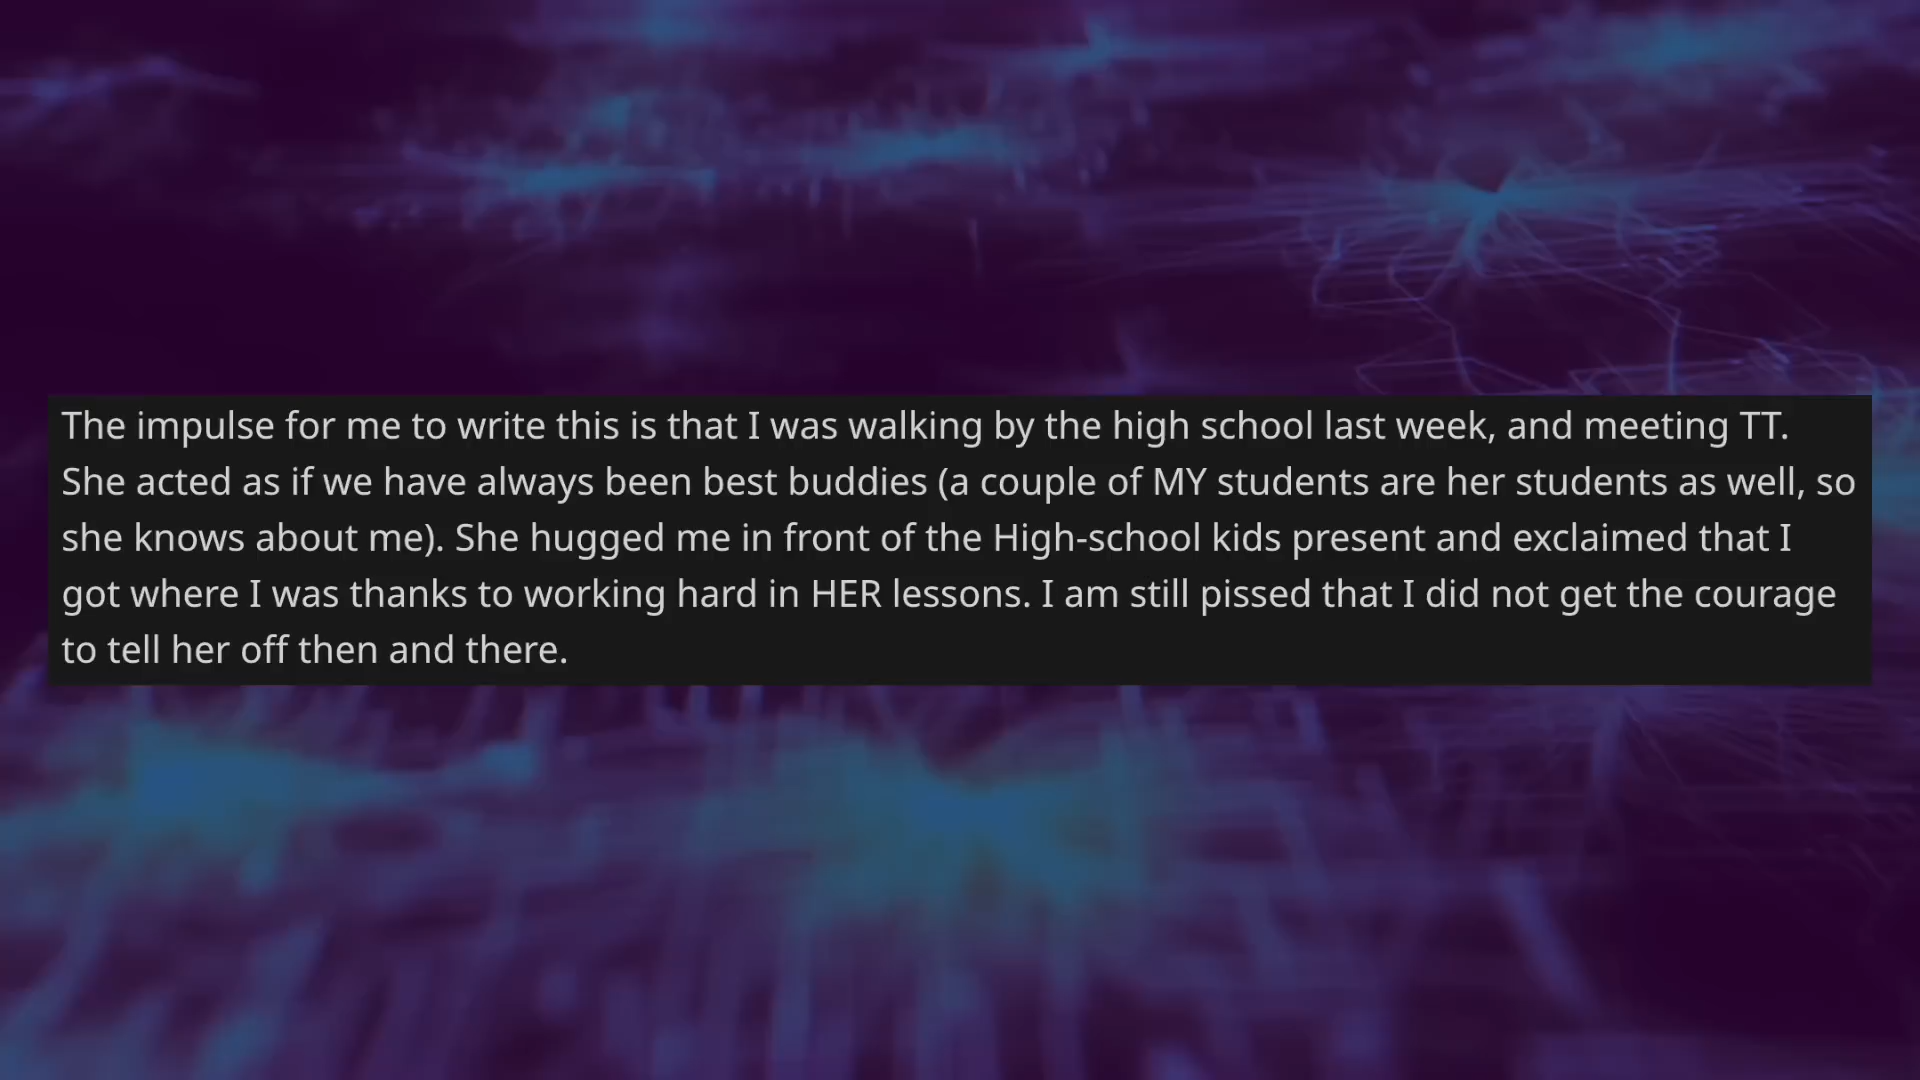 The impulse for me to write this is that I was walking by the high school last week, and meeting TT.
She acted as if we have always been best buddies (a couple of MY students are her students as well, so
she knows about me). She hugged me in front of the High-school kids present and exclaimed that I
got where I was thanks to working hard in HER lessons. I am still pissed that I did not get the courage
to tell her off then and there.